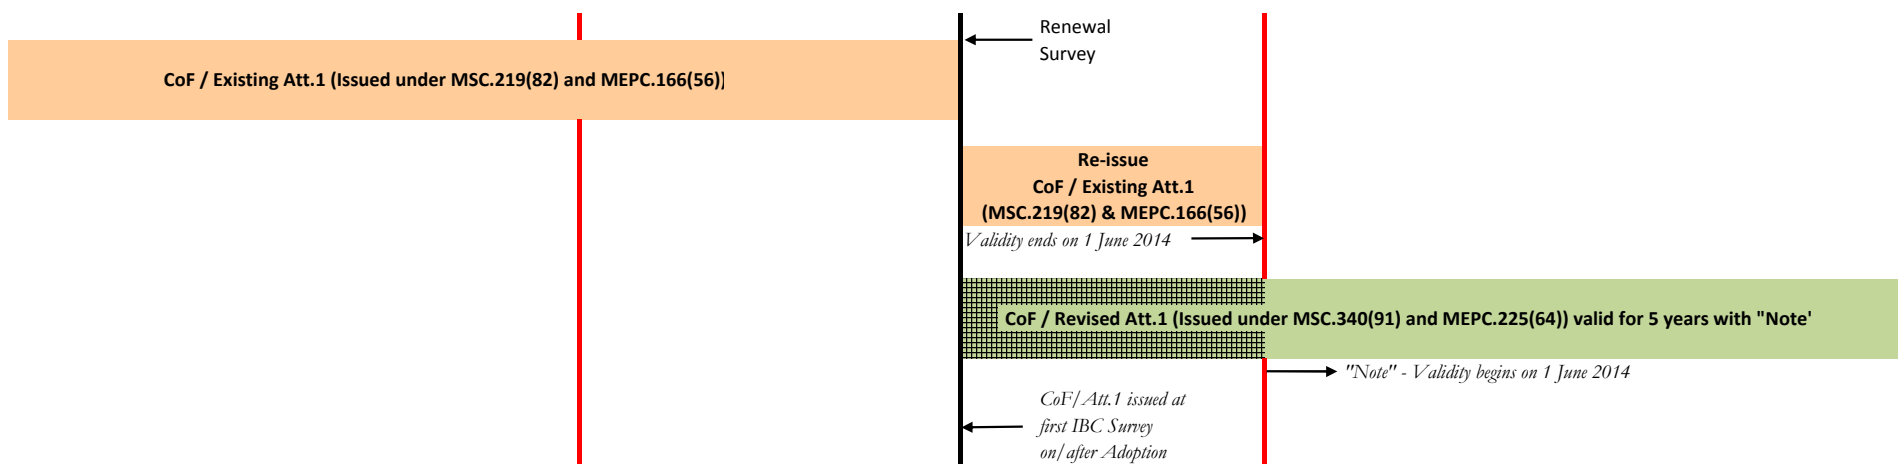 Renewal
Survey
CoF / Existing Att.1 (Issued under MSC.219(82) and MEPC.166(56))
Re-issue
CoF / Existing Att.1
(MSC.219(82) & MEPC.166(56))
Validity ends on 1 June 2014
CoF / Revised Att.1 (Issued under MSC.340(91) and MEPC.225(64)) valid for 5 years with "Note'
"Note" - Validity begins on 1 June 2014
CoF/Att.1 issued at
first IBC Survey
on/after Adoption